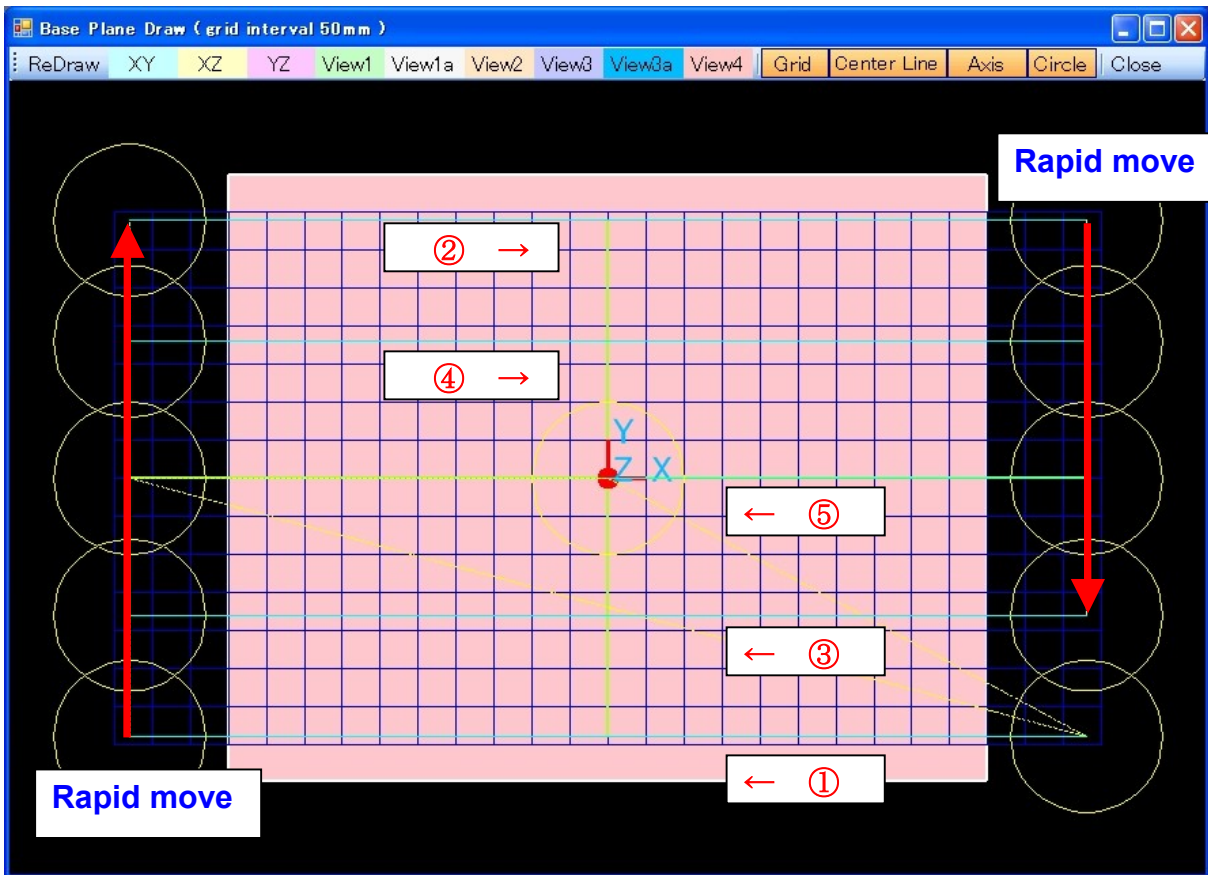 Base Plane Draw ( grid interval 50mm )
ReDraw XY XZ YZ View1 View1a View2 View3 View3a View4 Grid Center Line Axis Circle Close
Rapid move
② →
④ →
Y
Z X
← ⑤
← ③
← ①
Rapid move